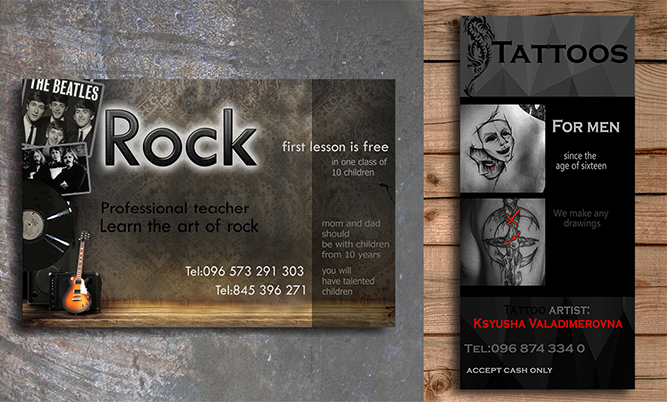 THE BEATLES
Rock
first lesson is free
in one class of
10 children
Professional teacher
Learn the art of rock
mom and dad
should
be with children
from 10 years
you will
have talented
children
Tel:096 573 291 303
Tel:845 396 271
TATTOOS
FOR MEN
since the
age of sixteen
We make any
drawings
TATTOO ARTIST:
KSYUSHA VALADIMEROVNA
TEL:096 874 334 0
ACCEPT CASH ONLY